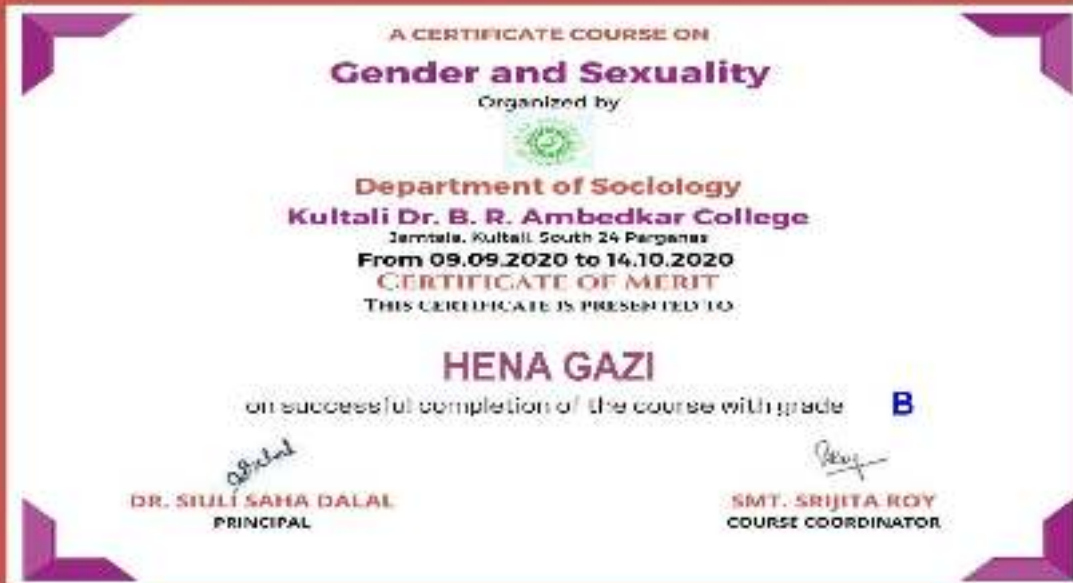 A CERTIFICATE COURSE ON
Gender and Sexuality
Organized by
Department of Sociology
Kultali Dr. B. R. Ambedkar College
Jamtala, Kultali, South 24 Parganas
From 09.09.2020 to 14.10.2020
CERTIFICATE OF MERIT
THIS CERTIFICATE IS PRESENTED TO
HENA GAZI
on successful completion of the course with grade B
DR. SIULI SAHA DALAL
PRINCIPAL
SMT. SRIJITA ROY
COURSE COORDINATOR